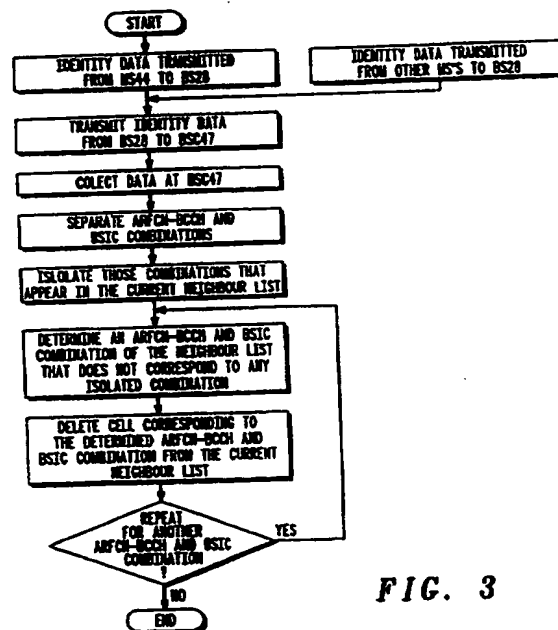 START
IDENTITY DATA TRANSMITTED
FROM MS44 TO BS28
IDENTITY DATA TRANSMITTED
FROM OTHER MS'S TO BS28
TRANSMIT IDENTITY DATA
FROM BS28 TO BSC47
COLECT DATA AT BSC47
SEPARATE ARFCN-BCCH AND
BSIC COMBINATIONS
ISLOLATE THOSE COMBINATIONS THAT
APPEAR IN THE CURRENT NEIGHBOUR LIST
DETERMINE AN ARFCN-BCCH AND BSIC
COMBINATION OF THE NEIGHBOUR LIST
THAT DOES NOT CORRESPOND TO ANY
ISOLATED COMBINATION
DELETE CELL CORRESPONDING TO
THE DETERMINED ARFCN-BCCH AND
BSIC COMBINATION FROM THE CURRENT
NEIGHBOUR LIST
REPEAT
FOR ANOTHER
ARFCN-BCCH AND BSIC
COMBINATION
?
YES
NO
END
FIG. 3